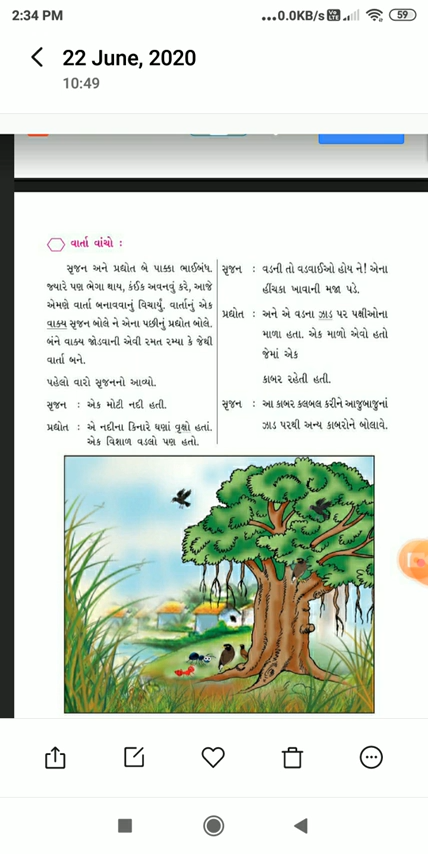 2:34 PM
...0.0KB/s
59
22 June, 2020
10:49
વાર્તા વાંચો :
સૃજન અને પ્રદ્યોત બે પાક્કા ભાઈબંધ.
જ્યારે પણ ભેગા થાય, કંઈક અવનવું કરે, આજે
એમણે વાર્તા બનાવવાનું વિચાર્યું. વાર્તાનું એક
વાક્ય સૃજન બોલે ને એના પછીનું પ્રદ્યોત બોલે.
બંને વાક્ય જોડવાની એવી રમત રમ્યા કે જેથી
વાર્તા બને.
પહેલો વારો સૃજનનો આવ્યો.
સૃજન : એક મોટી નદી હતી.
પ્રદ્યોત : એ નદીના કિનારે ઘણાં વૃક્ષો હતાં.
એક વિશાળ વડલો પણ હતો.
સૃજન : વડની તો વડવાઈઓ હોય ને! એના
હીંચકા ખાવાની મજા પડે.
પ્રદ્યોત : અને એ વડના ઝાડ પર પક્ષીઓના
માળા હતા. એક માળો એવો હતો
જેમાં એક
કાબર રહેતી હતી.
સૃજન : આ કાબર કલબલ કરીને આજુબાજુનાં
ઝાડ પરથી અન્ય કાબરોને બોલાવે.